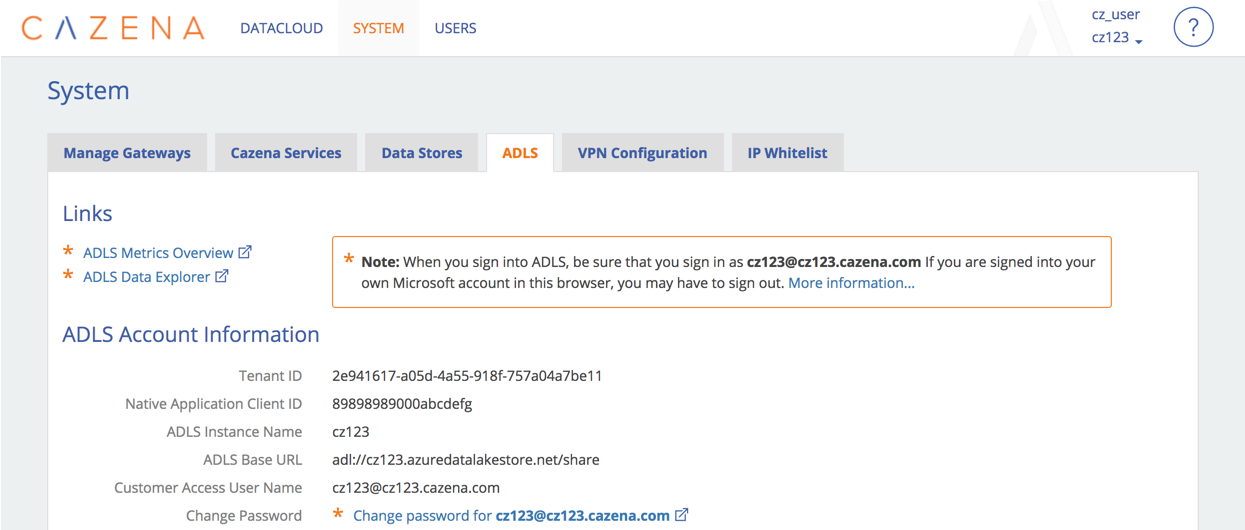 CAZENA DATACLOUD SYSTEM USERS cz_user
cz123 ?
System
Manage Gateways Cazena Services Data Stores ADLS VPN Configuration IP Whitelist
Links
* ADLS Metrics Overview
* ADLS Data Explorer
* Note: When you sign into ADLS, be sure that you sign in as cz123@cz123.cazena.com If you are signed into your
own Microsoft account in this browser, you may have to sign out. More information...
ADLS Account Information
Tenant ID 2e941617-a05d-4a55-918f-757a04a7be11
Native Application Client ID 89898989000abcdefg
ADLS Instance Name cz123
ADLS Base URL adl://cz123.azuredatalakestore.net/share
Customer Access User Name cz123@cz123.cazena.com
Change Password * Change password for cz123@cz123.cazena.com